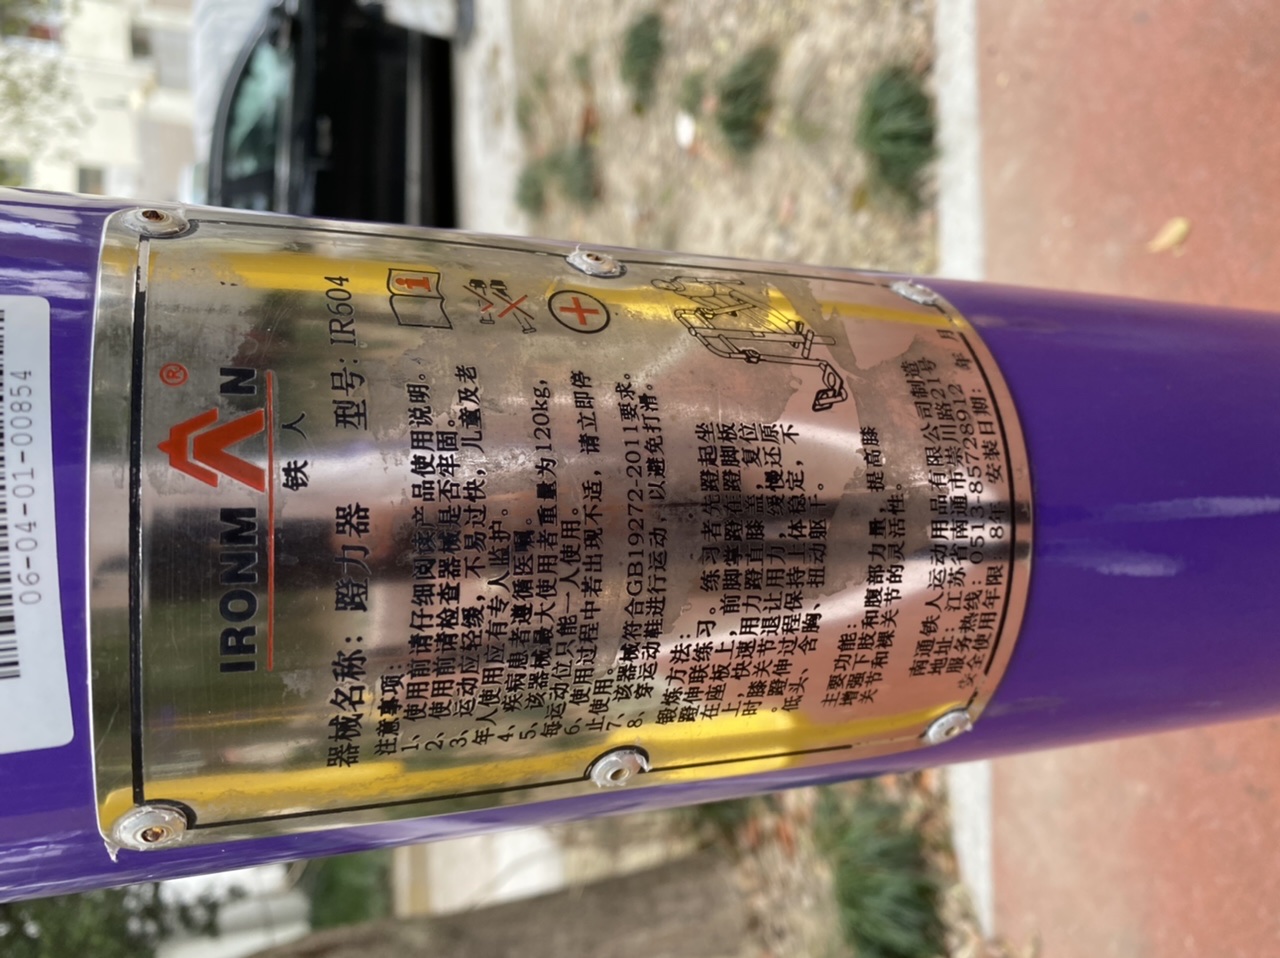 06-04-01-00854
IRONMAN®
铁人
器械名称：蹬力器 型号：IR604
注意事项：
1、使用前请仔细阅读产品使用说明。
2、使用前请检查器械是否牢固。
3、运动应轻缓，不易过快，儿童及老
年人使用应有专人监护。
4、疾病患者遵循医嘱。
5、该器械最大使用者重量为120kg，
每运动位只能一人使用。
6、使用过程中若出现不适，请立即停
止使用。
7、该器械符合GB19272-2011要求。
8、穿运动鞋进行运动，以避免打滑。
锻炼方法：
蹬伸联练习。练习者先蹬起坐
在座板上，前脚掌蹬在蹬脚板
上，快速用力蹬直膝盖，复位
时，膝关节退让用力，缓慢还原
。蹬伸过程保持上体稳定，不
低头、含胸、扭动躯干。
主要功能：
增强下肢和腹部力量，提高膝
关节和裸关节的灵活性。
南通铁人运动用品有限公司制造
地址：江苏省南通市崇川路21号
服务热线：0513-85728912
安全使用年限8年 安装日期： 年 月